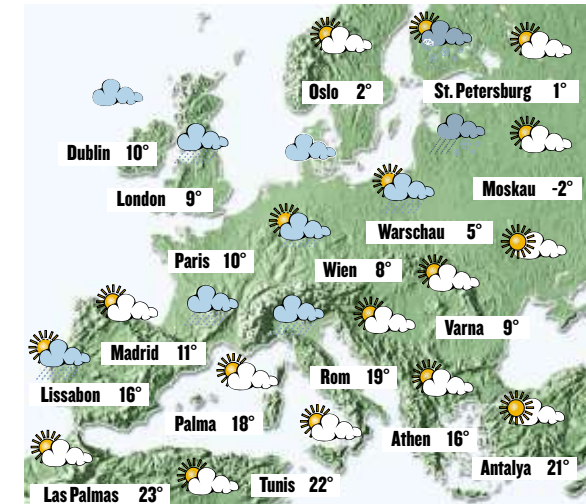 Oslo 2°
St. Petersburg 1°
Dublin 10°
Moskau -2°
London 9°
Warschau 5°
Paris 10°
Wien 8°
Varna 9°
Madrid 11°
Rom 19°
Lissabon 16°
Palma 18°
Athen 16°
Antalya 21°
Las Palmas 23°
Tunis 22°